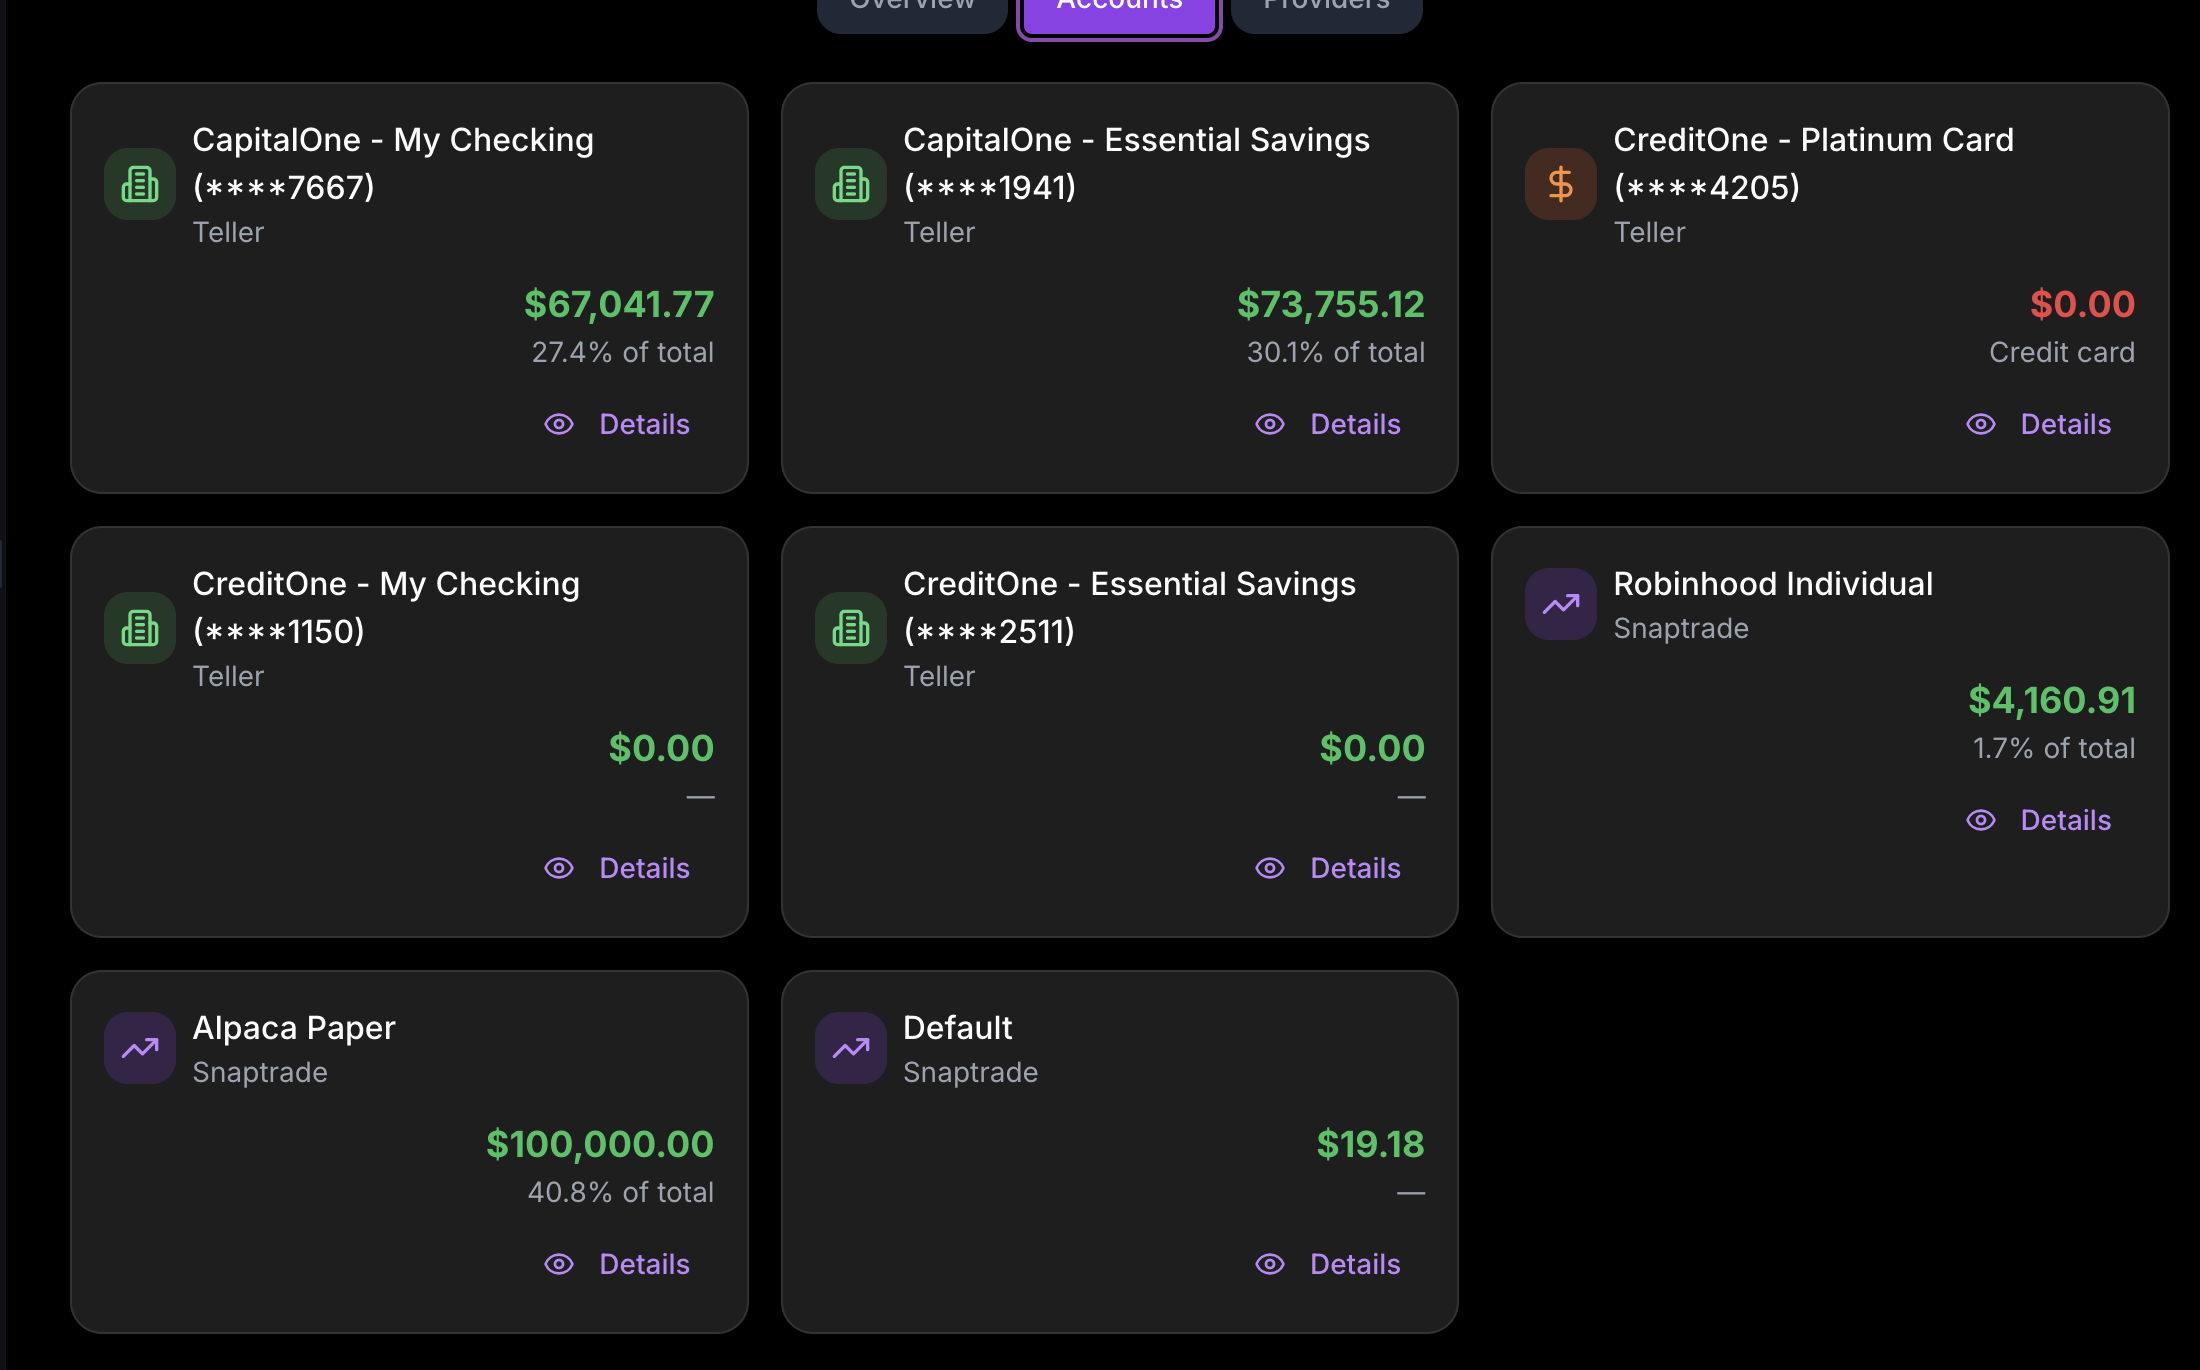 Overview
Accounts
Providers
CapitalOne - My Checking
(****7667)
Teller
$67,041.77
27.4% of total
Details
CapitalOne - Essential Savings
(****1941)
Teller
$73,755.12
30.1% of total
Details
CreditOne - Platinum Card
(****4205)
Teller
$0.00
Credit card
Details
CreditOne - My Checking
(****1150)
Teller
$0.00
—
Details
CreditOne - Essential Savings
(****2511)
Teller
$0.00
—
Details
Robinhood Individual
Snaptrade
$4,160.91
1.7% of total
Details
Alpaca Paper
Snaptrade
$100,000.00
40.8% of total
Details
Default
Snaptrade
$19.18
—
Details